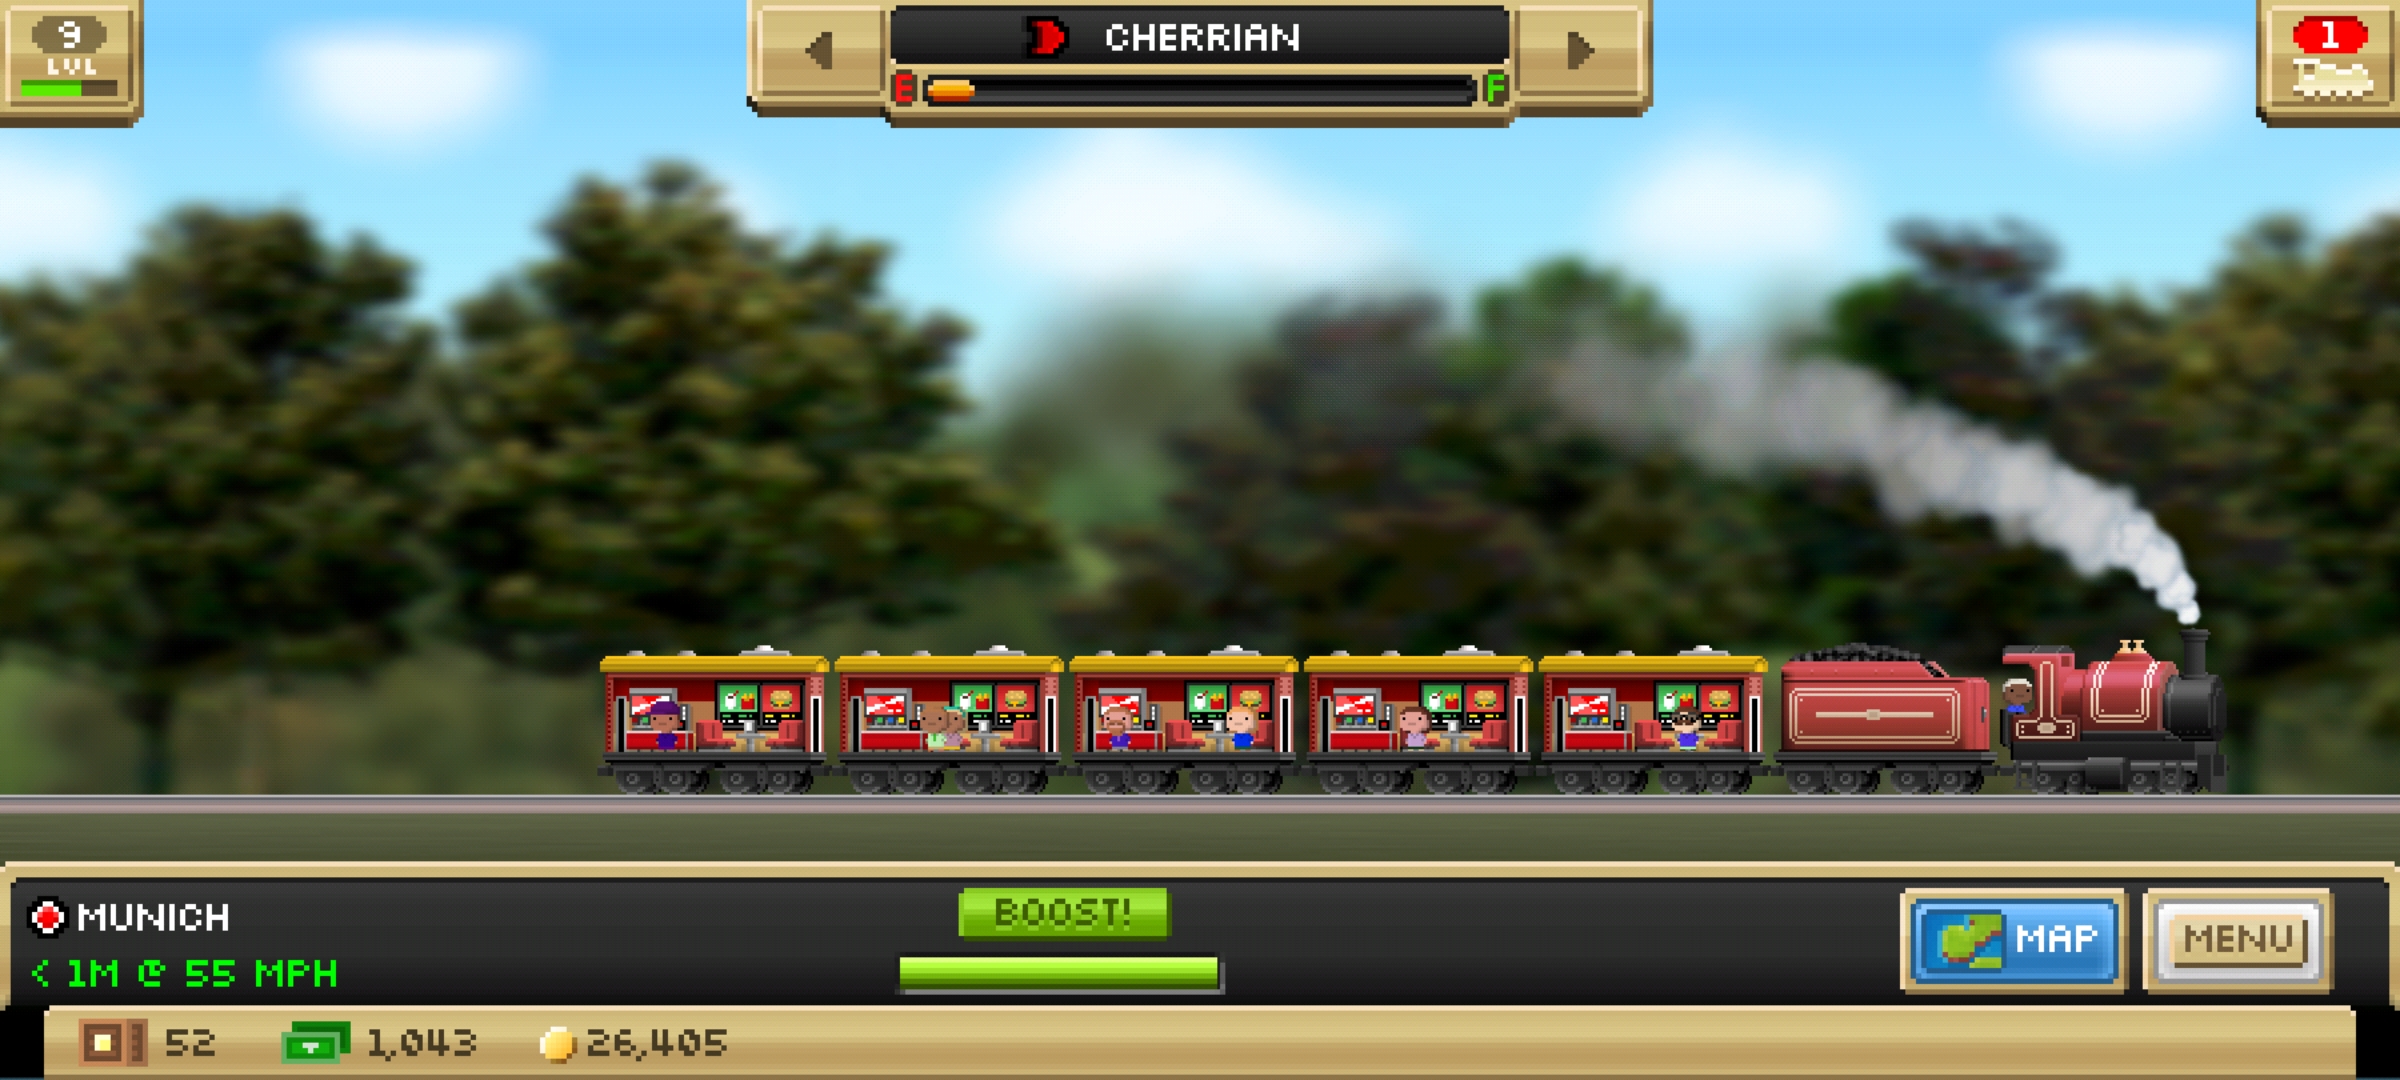 9
LVL
CHERRIAN
E F
1
MUNICH
< 1M @ 55 MPH
BOOST!
MAP
MENU
52 1,043 26,405